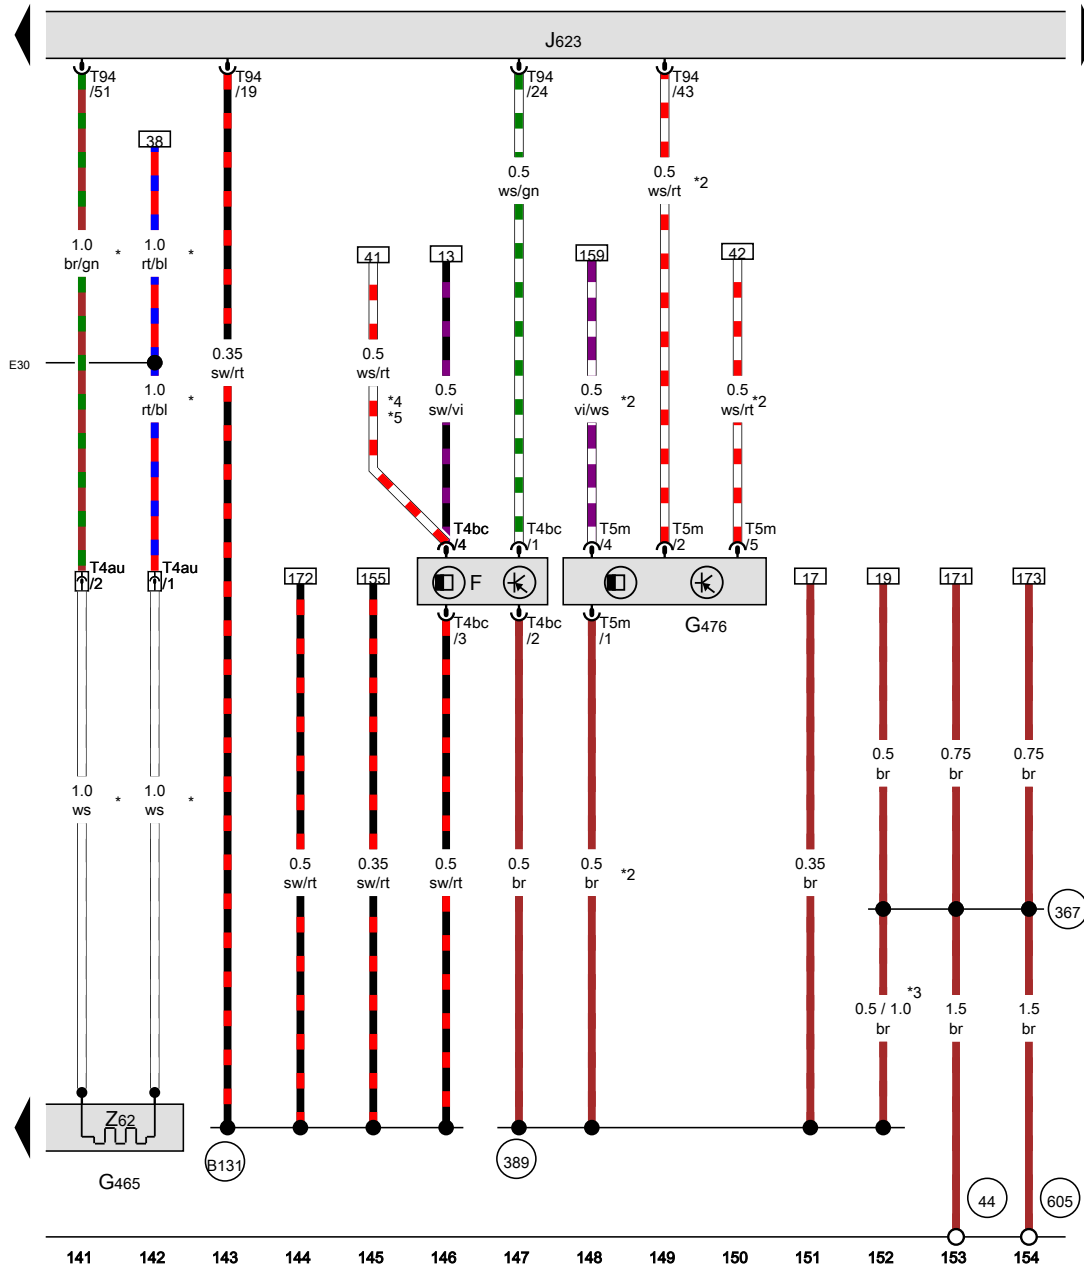 J623
T94 T94 T94 T94
/51 /19 /24 /43
38
0.5 0.5
ws/gn ws/rt *2
1.0 * 1.0 *
br/gn rt/bl
41 13 159 42
E30
0.35 0.5
sw/rt ws/rt
1.0 * 0.5 0.5 0.5
rt/bl *4 sw/vi vi/ws *2 ws/rt *2
*5
T4bc T4bc T5m T5m T5m
/4 /1 /4 /2 /5
T4au T4au
/2 /1
172 155 F 17 19 171 173
T4bc T4bc T5m G476
/3 /2 /1
0.5 0.75 0.75
br br br
1.0 * 1.0 *
ws ws
0.5 0.35 0.5 0.5 0.5 *2 0.35
sw/rt sw/rt sw/rt br br br
367
*3
0.5 / 1.0 1.5 1.5
br br br
Z62
B131 389
G465
44 605
141 142 143 144 145 146 147 148 149 150 151 152 153 154